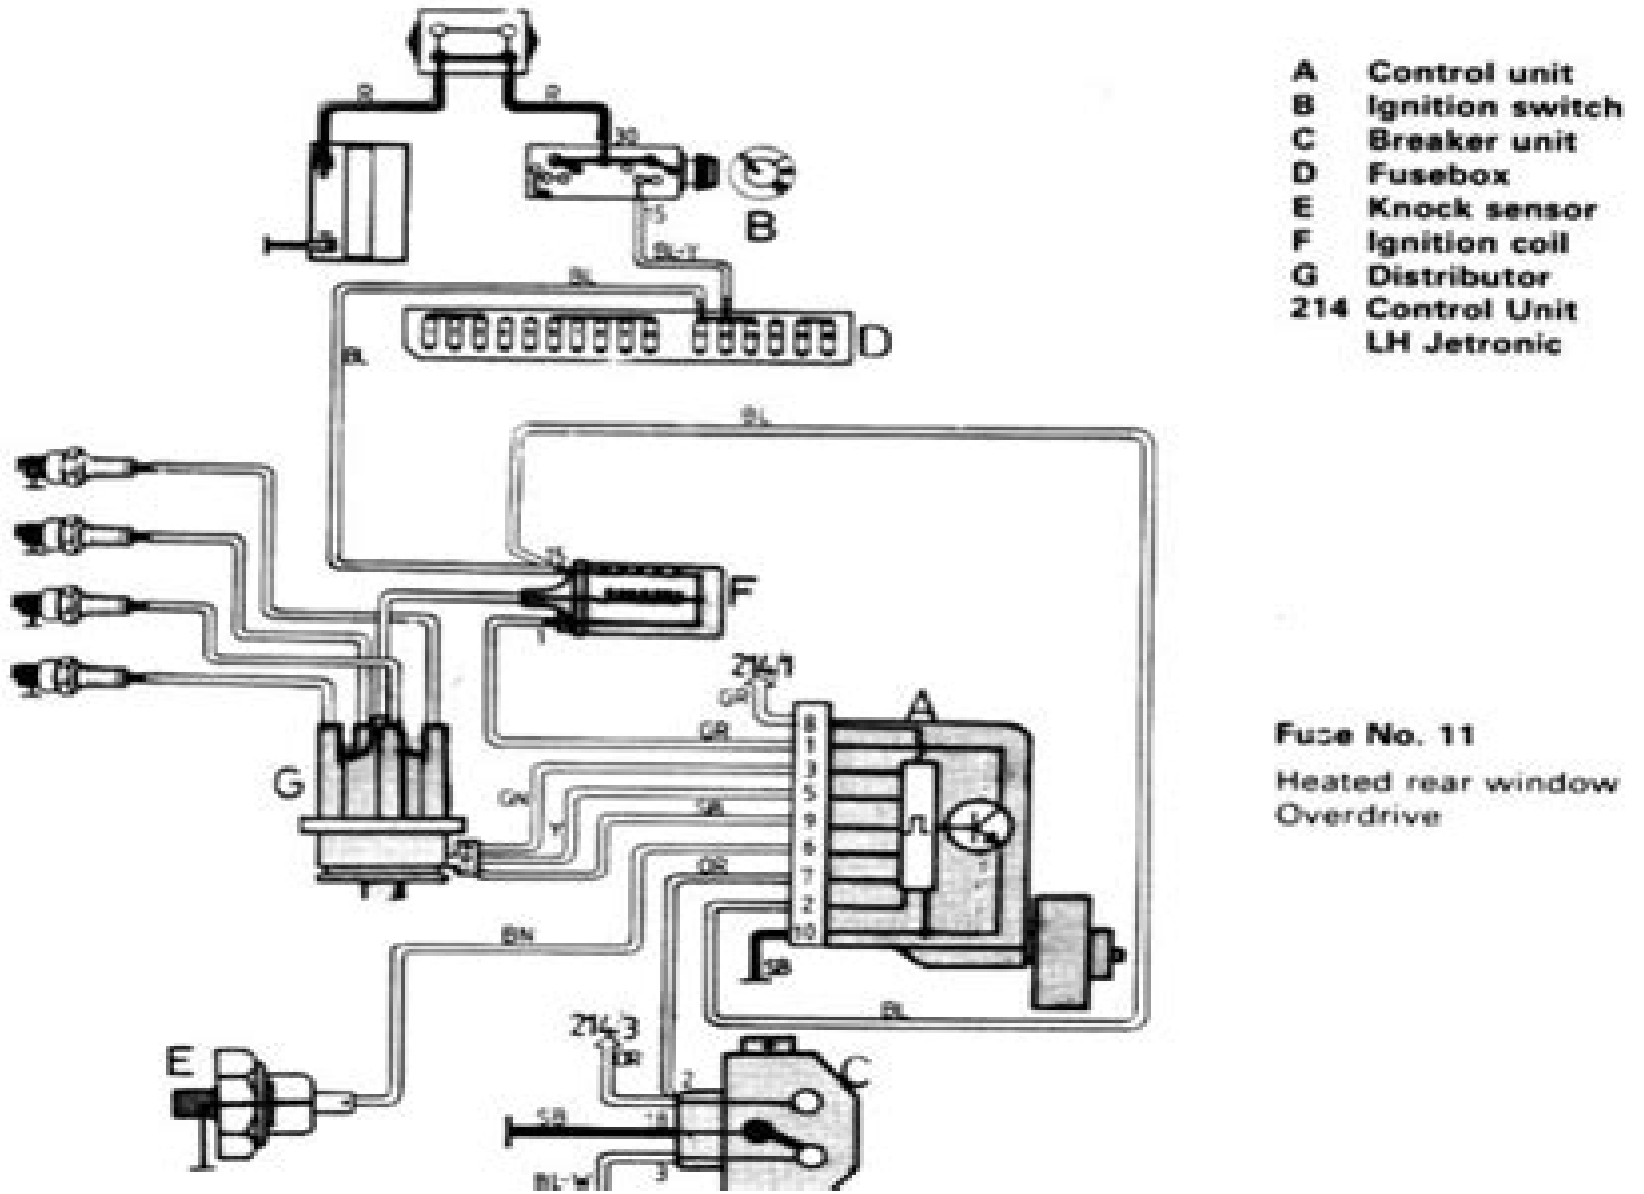 R
R
30
15
B
BL-Y
BL
BL
D
BL
A Control unit
B Ignition switch
C Breaker unit
D Fusebox
E Knock sensor
F Ignition coil
G Distributor
214 Control Unit
LH Jetronic
F
1
214/1
GR
A
GR
8
1
3
5
9
6
7
2
10
G
GN
Y
SB
OR
BN
SB
BL
Fuse No. 11
Heated rear window
Overdrive
E
214/3
OR
C
2
SB
3
BL-W